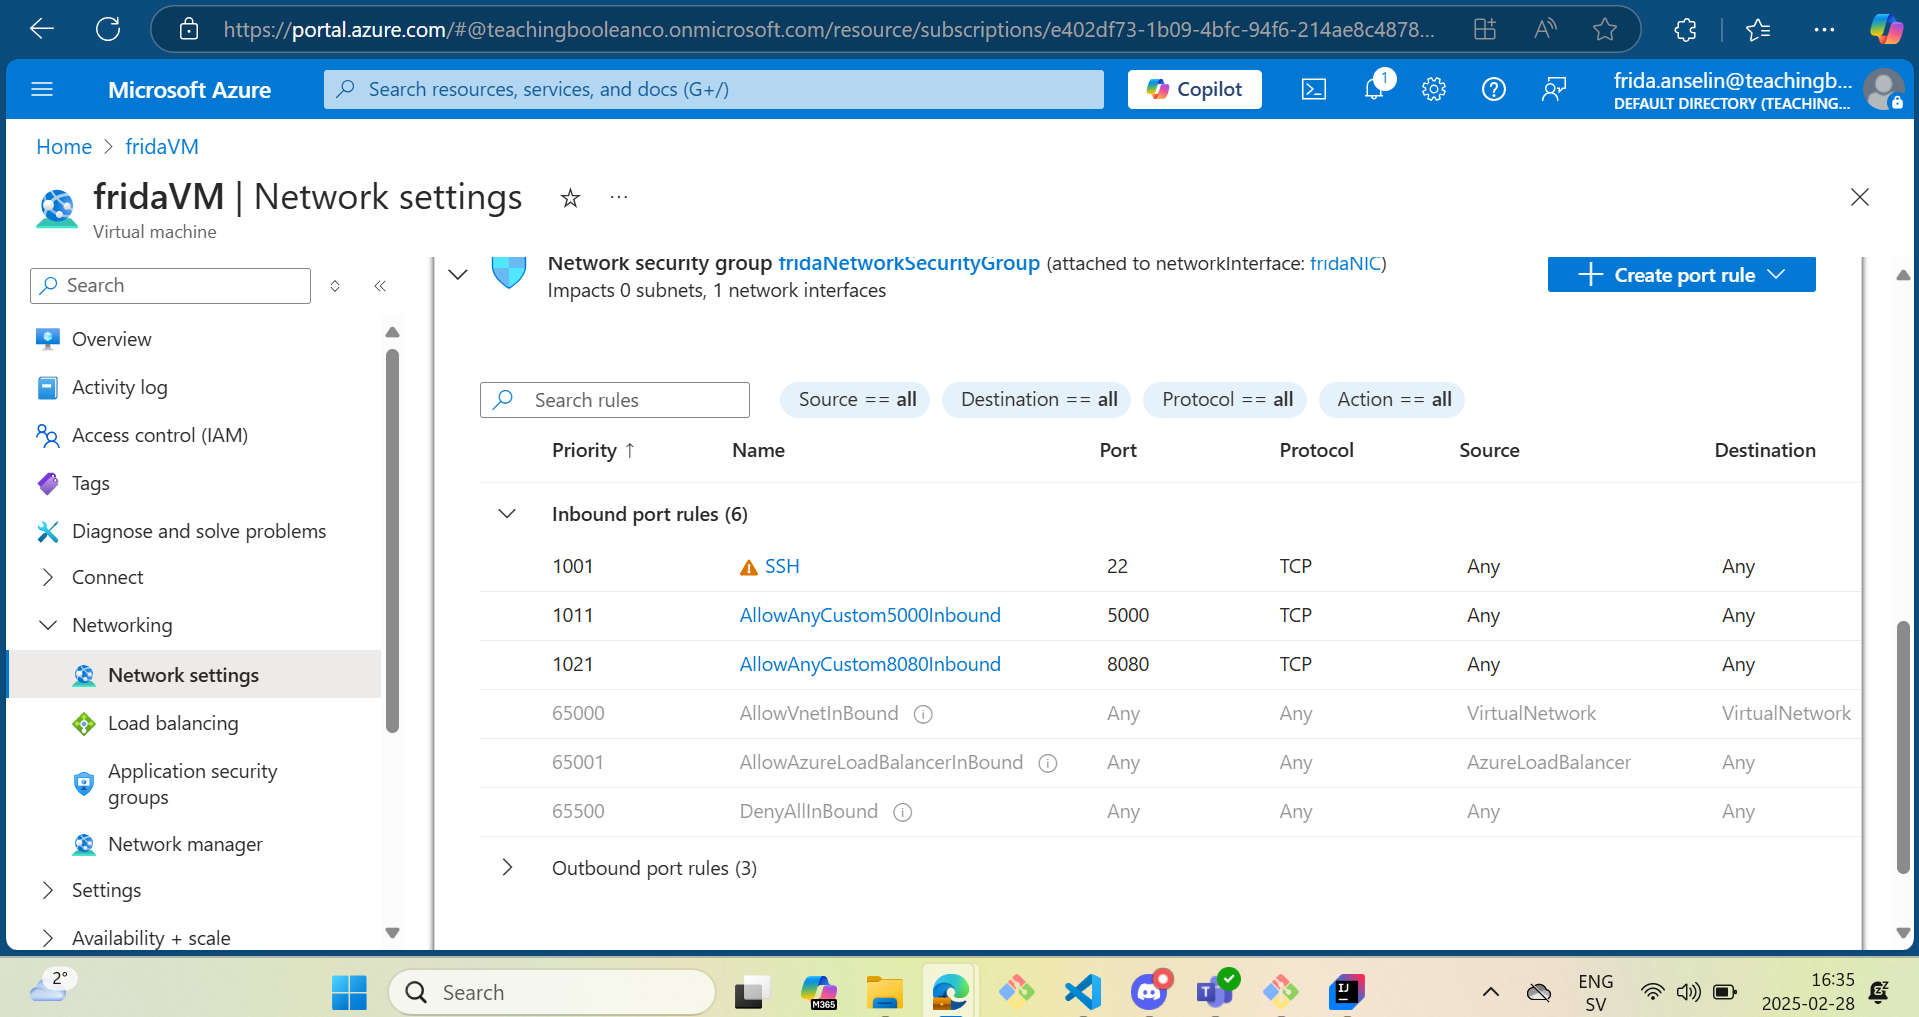 https://portal.azure.com/#@teachingbooleanco.onmicrosoft.com/resource/subscriptions/e402df73-1b09-4bfc-94f6-214ae8c4878...
Microsoft Azure
Search resources, services, and docs (G+/)
Copilot
1
frida.anselin@teachingb...
DEFAULT DIRECTORY (TEACHING...
Home > fridaVM
fridaVM | Network settings
Virtual machine
Search
Overview
Activity log
Access control (IAM)
Tags
Diagnose and solve problems
Connect
Networking
Network settings
Load balancing
Application security
groups
Network manager
Settings
Availability + scale
Network security group fridaNetworkSecurityGroup (attached to networkInterface: fridaNIC)
Impacts 0 subnets, 1 network interfaces
Create port rule
Search rules
Source == all
Destination == all
Protocol == all
Action == all
Priority ↑ Name Port Protocol Source Destination
Inbound port rules (6)
1001 SSH 22 TCP Any Any
1011 AllowAnyCustom5000Inbound 5000 TCP Any Any
1021 AllowAnyCustom8080Inbound 8080 TCP Any Any
65000 AllowVnetInBound Any Any VirtualNetwork VirtualNetwork
65001 AllowAzureLoadBalancerInBound Any Any AzureLoadBalancer Any
65500 DenyAllInBound Any Any Any Any
Outbound port rules (3)
2°
Search
M365
ENG
SV
16:35
2025-02-28